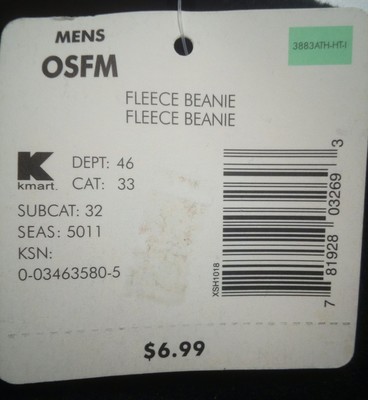 MENS
OSFM
3883ATH-HT-I
FLEECE BEANIE
FLEECE BEANIE
K
kmart.
DEPT: 46
CAT: 33
SUBCAT: 32
SEAS: 5011
KSN:
0-03463580-5
XSH1018
7 81928 03269 3
$6.99